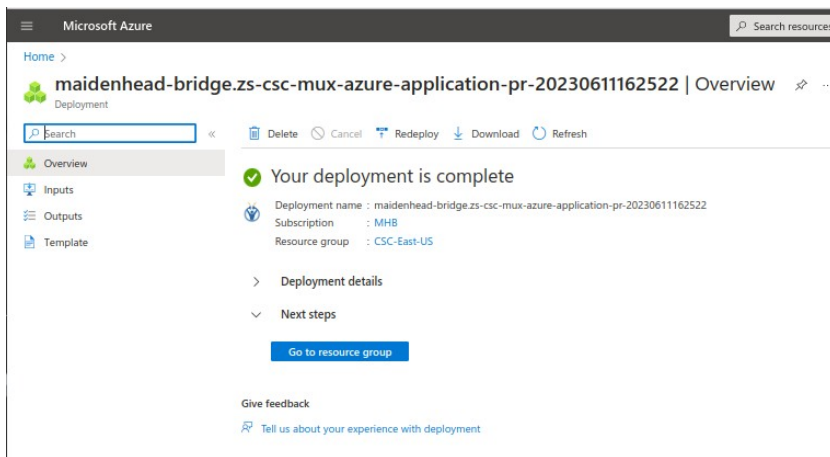 Microsoft Azure
Search resources
Home >
maidenhead-bridge.zs-csc-mux-azure-application-pr-20230611162522 | Overview
Deployment
Search
«
Delete Cancel Redeploy Download Refresh
Overview
Inputs
Outputs
Template
Your deployment is complete
Deployment name : maidenhead-bridge.zs-csc-mux-azure-application-pr-20230611162522
Subscription : MHB
Resource group : CSC-East-US
Deployment details
Next steps
Go to resource group
Give feedback
Tell us about your experience with deployment